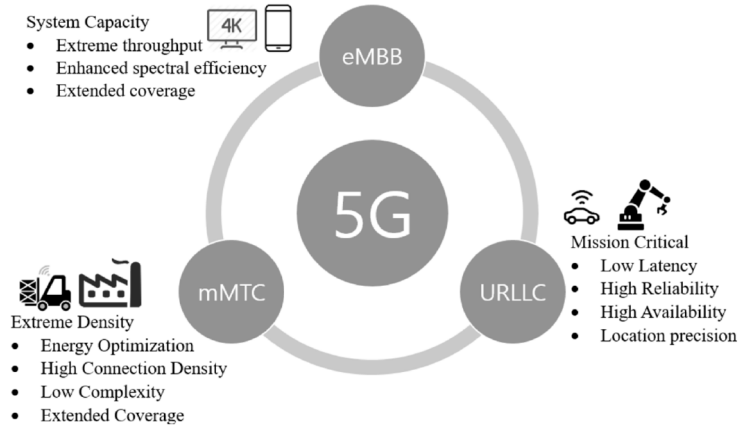 System Capacity
• Extreme throughput
• Enhanced spectral efficiency
• Extended coverage
4K
eMBB
5G
Mission Critical
• Low Latency
• High Reliability
• High Availability
• Location precision
URLLC
mMTC
Extreme Density
• Energy Optimization
• High Connection Density
• Low Complexity
• Extended Coverage